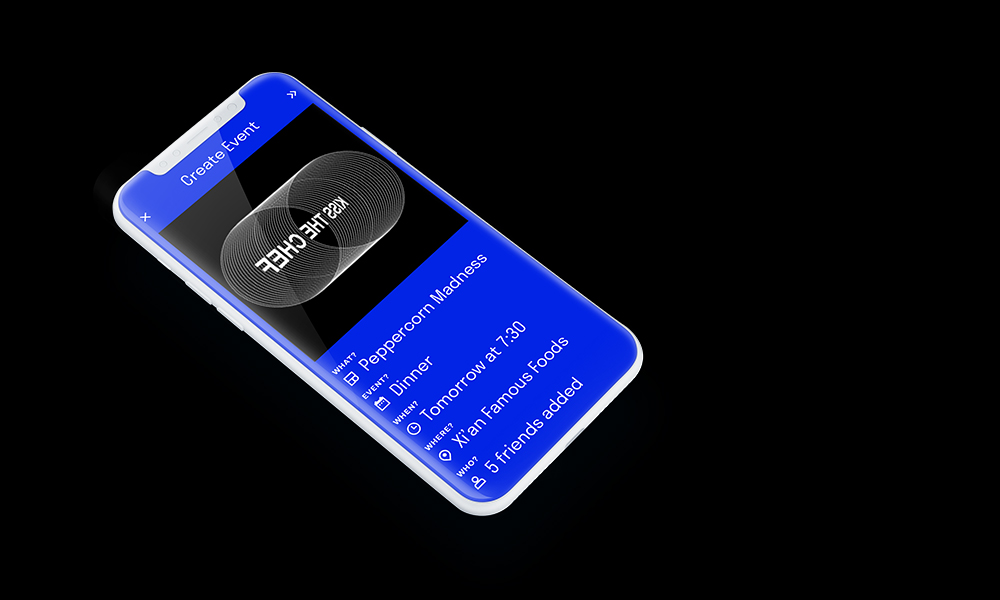 Create Event
KISS THE CHEF
WHAT?
Peppercorn Madness
EVENT?
Dinner
WHEN?
Tomorrow at 7:30
WHERE?
Xi'an Famous Foods
WHO?
5 friends added